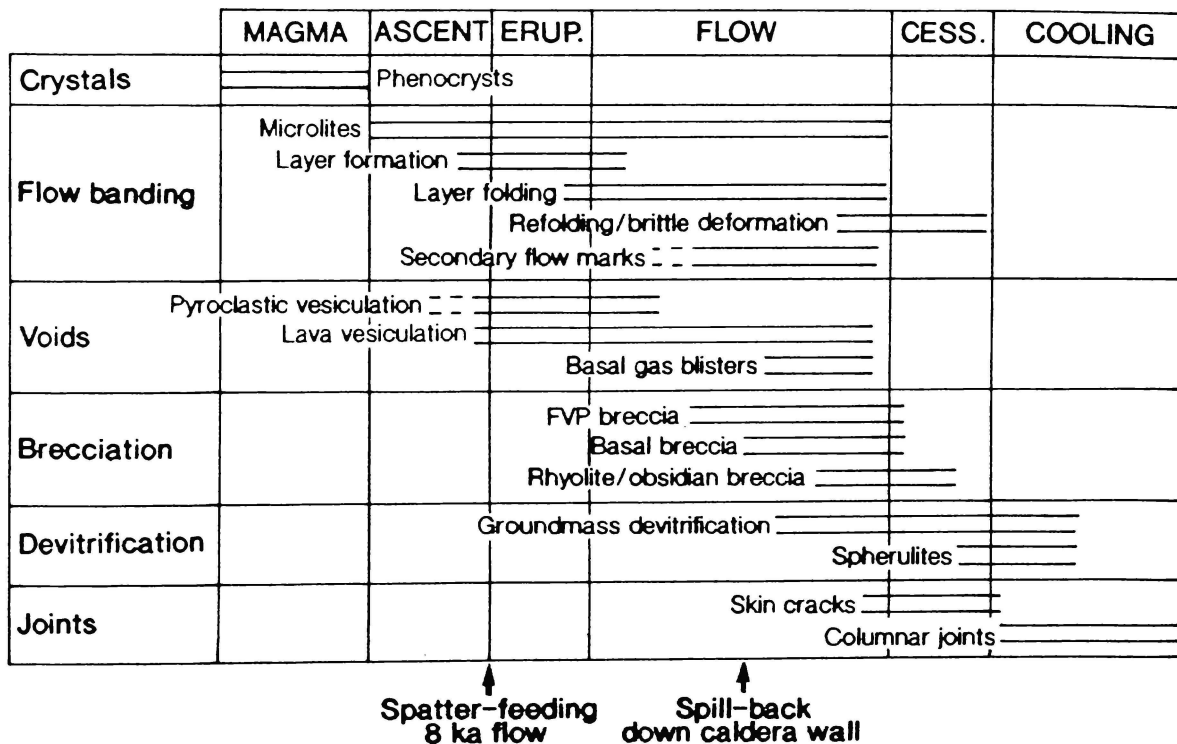 MAGMA ASCENT ERUP. FLOW CESS. COOLING
Crystals Phenocrysts
Flow banding
Microlites
Layer formation
Layer folding
Refolding/brittle deformation
Secondary flow marks
Voids
Pyroclastic vesiculation
Lava vesiculation
Basal gas blisters
Brecciation
FVP breccia
Basal breccia
Rhyolite/obsidian breccia
Devitrification
Groundmass devitrification
Spherulites
Joints
Skin cracks
Columnar joints
Spatter-feeding
8 ka flow
Spill-back
down caldera wall